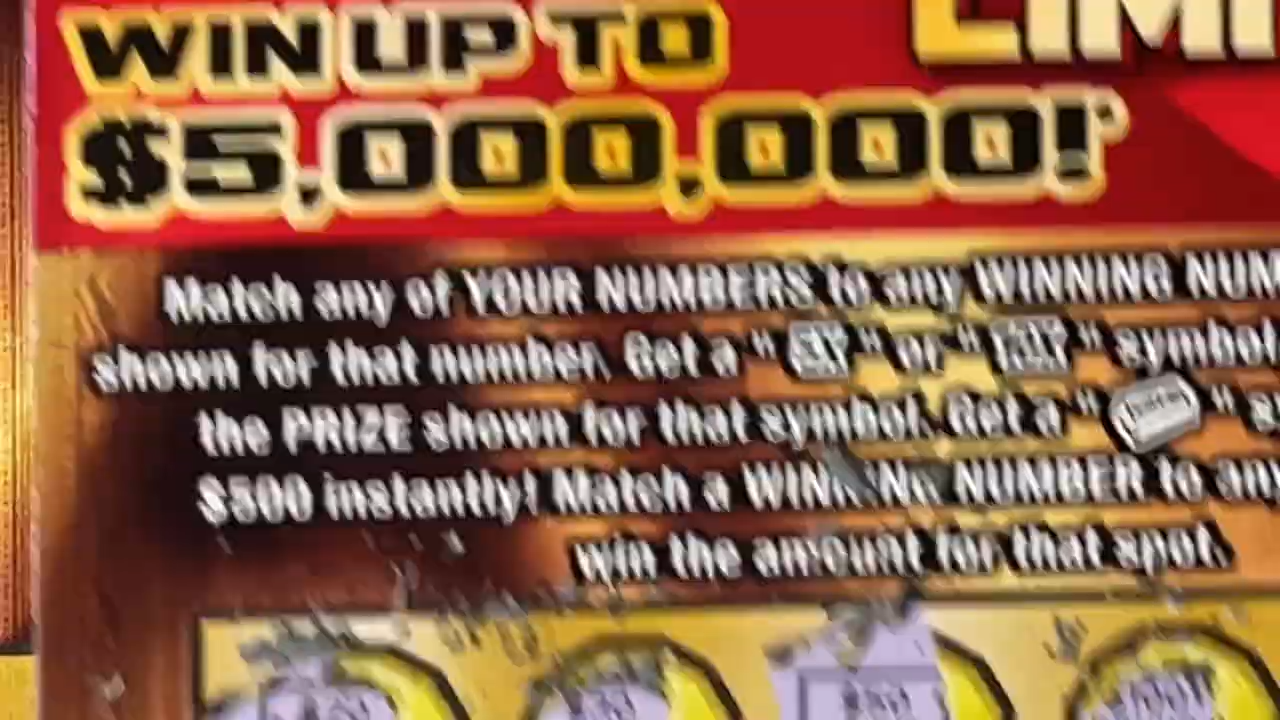 WIN UP TO
$5,000,000!*
LIMI
Match any of YOUR NUMBERS to any WINNING NUM
shown for that number. Get a " " or " " symbol
the PRIZE shown for that symbol. Get a " "
$500 instantly! Match a WINNING NUMBER to any
win the amount for that spot.